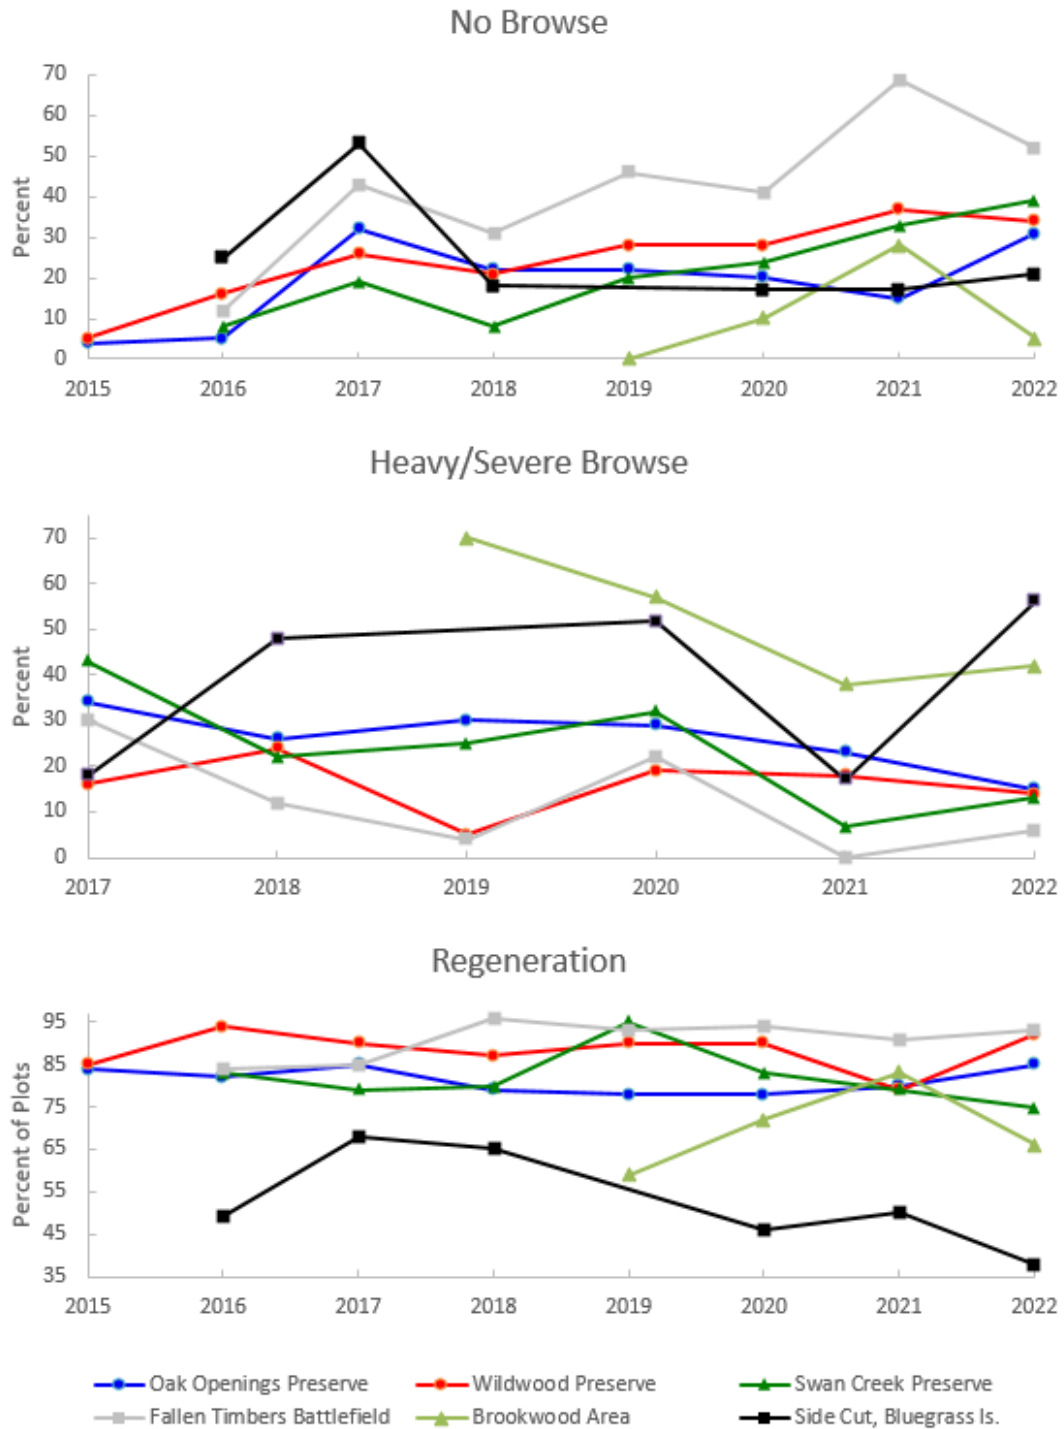 No Browse
Percent
70
60
50
40
30
20
10
0
2015 2016 2017 2018 2019 2020 2021 2022
Heavy/Severe Browse
Percent
70
60
50
40
30
20
10
0
2017 2018 2019 2020 2021 2022
Regeneration
Percent of Plots
95
85
75
65
55
45
35
2015 2016 2017 2018 2019 2020 2021 2022
Oak Openings Preserve Wildwood Preserve Swan Creek Preserve
Fallen Timbers Battlefield Brookwood Area Side Cut, Bluegrass Is.